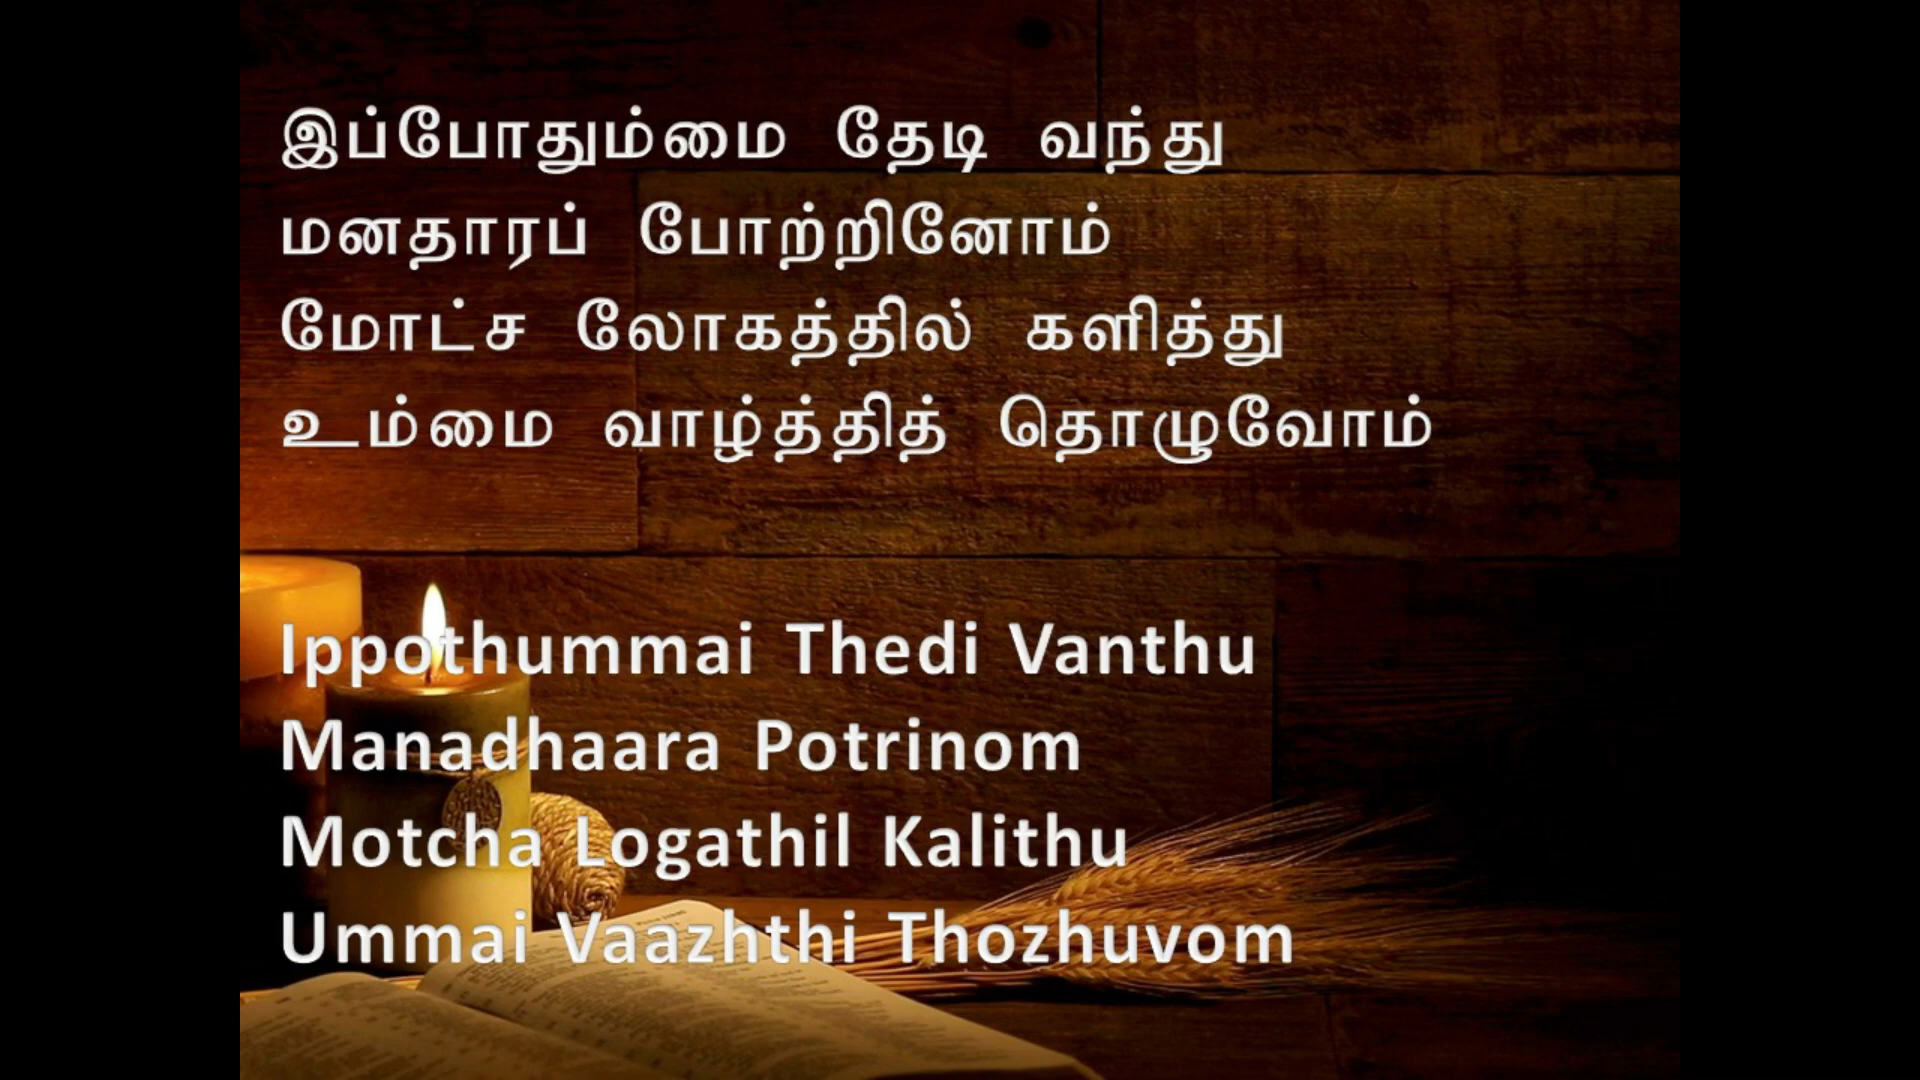 இப்போதும்மை தேடி வந்து
மனதாரப் போற்றினோம்
மோட்ச லோகத்தில் களித்து
உம்மை வாழ்த்தித் தொழுவோம்
Ippothummai Thedi Vanthu
Manadhaara Potrinom
Motcha Logathil Kalithu
Ummai Vaazhthi Thozhuvom